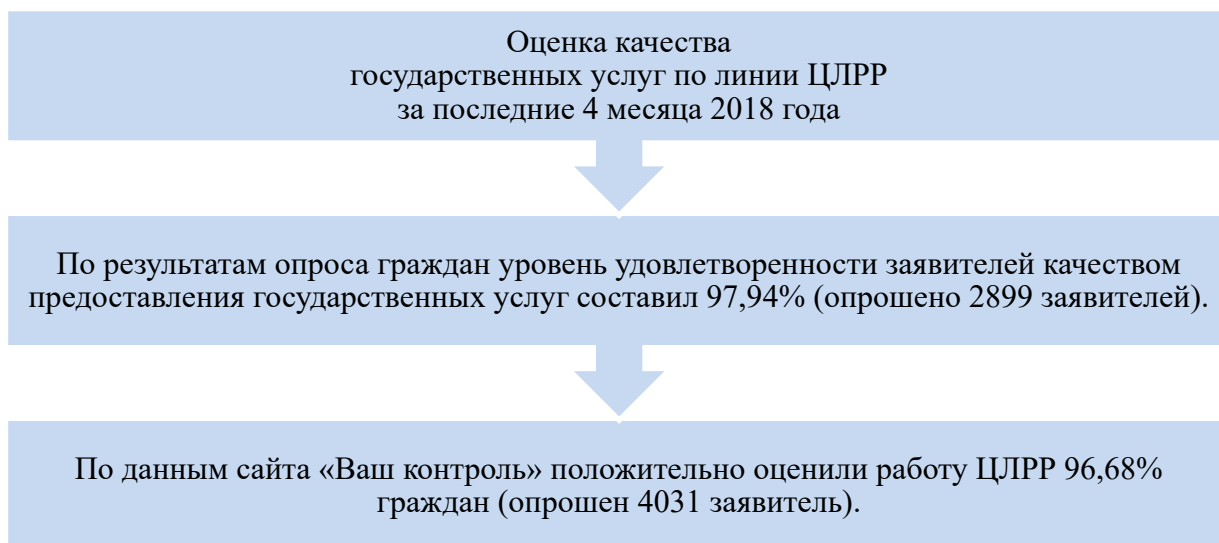 Оценка качества
государственных услуг по линии ЦЛРР
за последние 4 месяца 2018 года
По результатам опроса граждан уровень удовлетворенности заявителей качеством
предоставления государственных услуг составил 97,94% (опрошено 2899 заявителей).
По данным сайта «Ваш контроль» положительно оценили работу ЦЛРР 96,68%
граждан (опрошен 4031 заявитель).